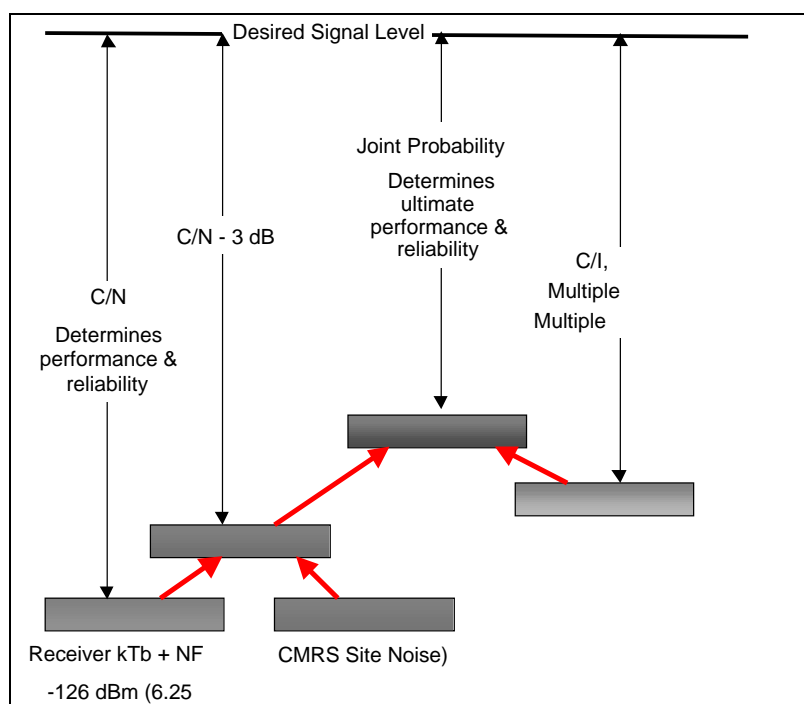 Desired Signal Level
Joint Probability
Determines
ultimate
performance &
reliability
C/N - 3 dB
C/I,
Multiple
Multiple
C/N
Determines
performance &
reliability
Receiver kTb + NF
-126 dBm (6.25
CMRS Site Noise)